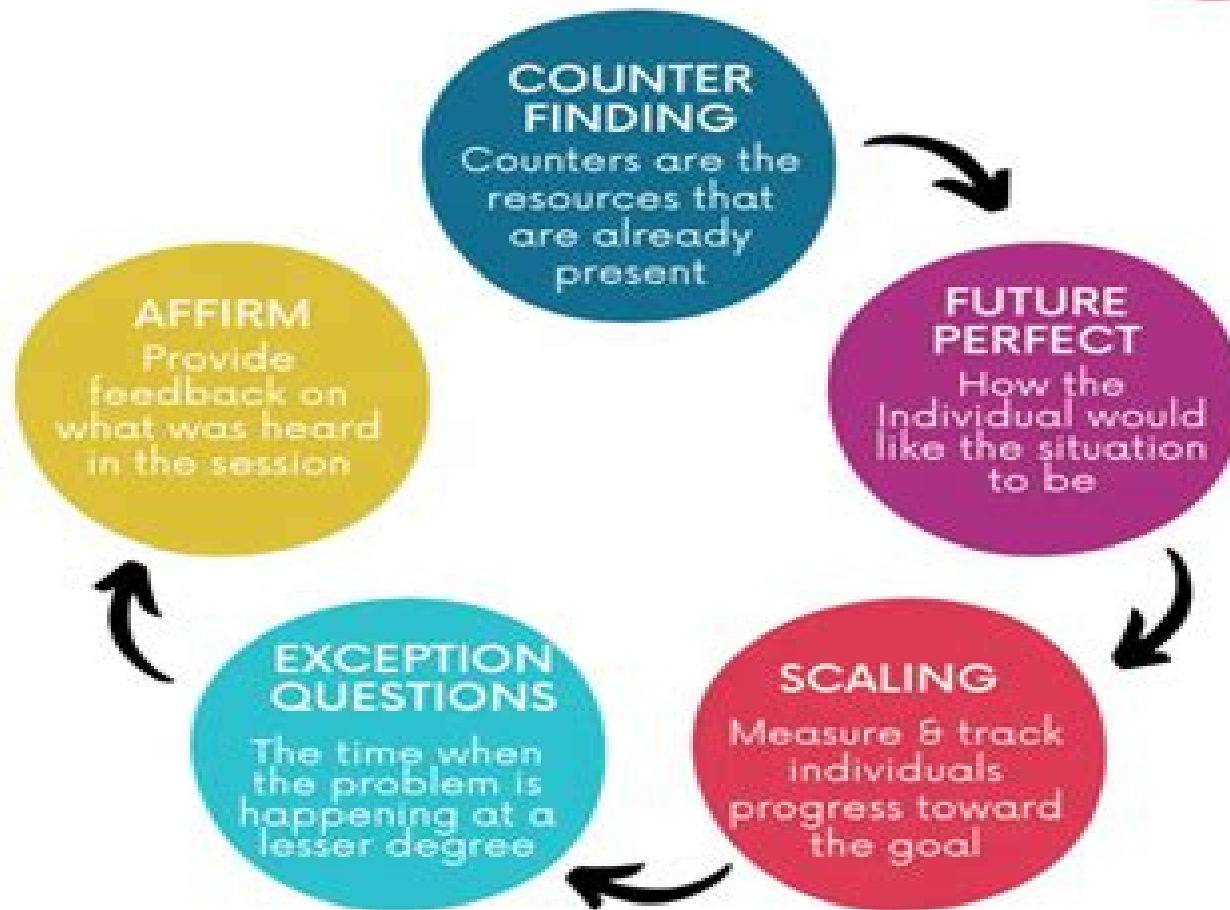 COUNTER
FINDING
Counters are the
resources that
are already
present
FUTURE
PERFECT
How the
Individual would
like the situation
to be
SCALING
Measure & track
individuals
progress toward
the goal
EXCEPTION
QUESTIONS
The time when
the problem is
happening at a
lesser degree
AFFIRM
Provide
feedback on
what was heard
in the session